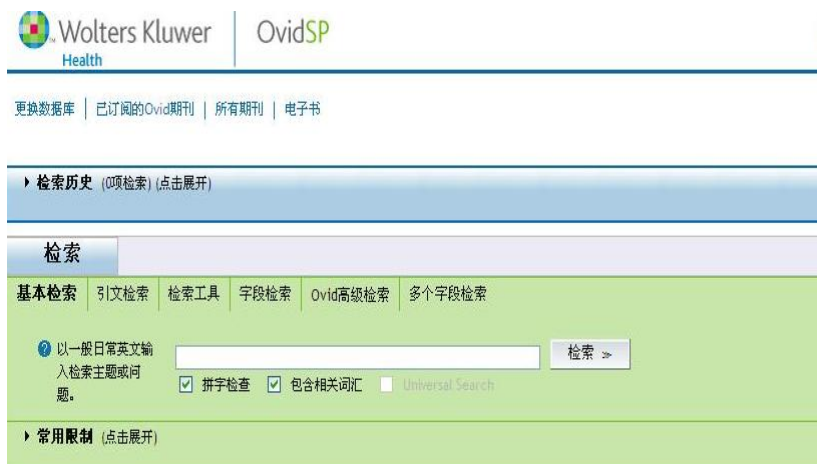 Wolters Kluwer
Health
OvidSP
更换数据库 | 已订阅的Ovid期刊 | 所有期刊 | 电子书
检索历史 (0项检索) (点击展开)
检索
基本检索 引文检索 检索工具 字段检索 Ovid高级检索 多个字段检索
以一般日常英文输
入检索主题或问
题。
检索 >>
拼字检查 包含相关词汇 Universal Search
常用限制 (点击展开)